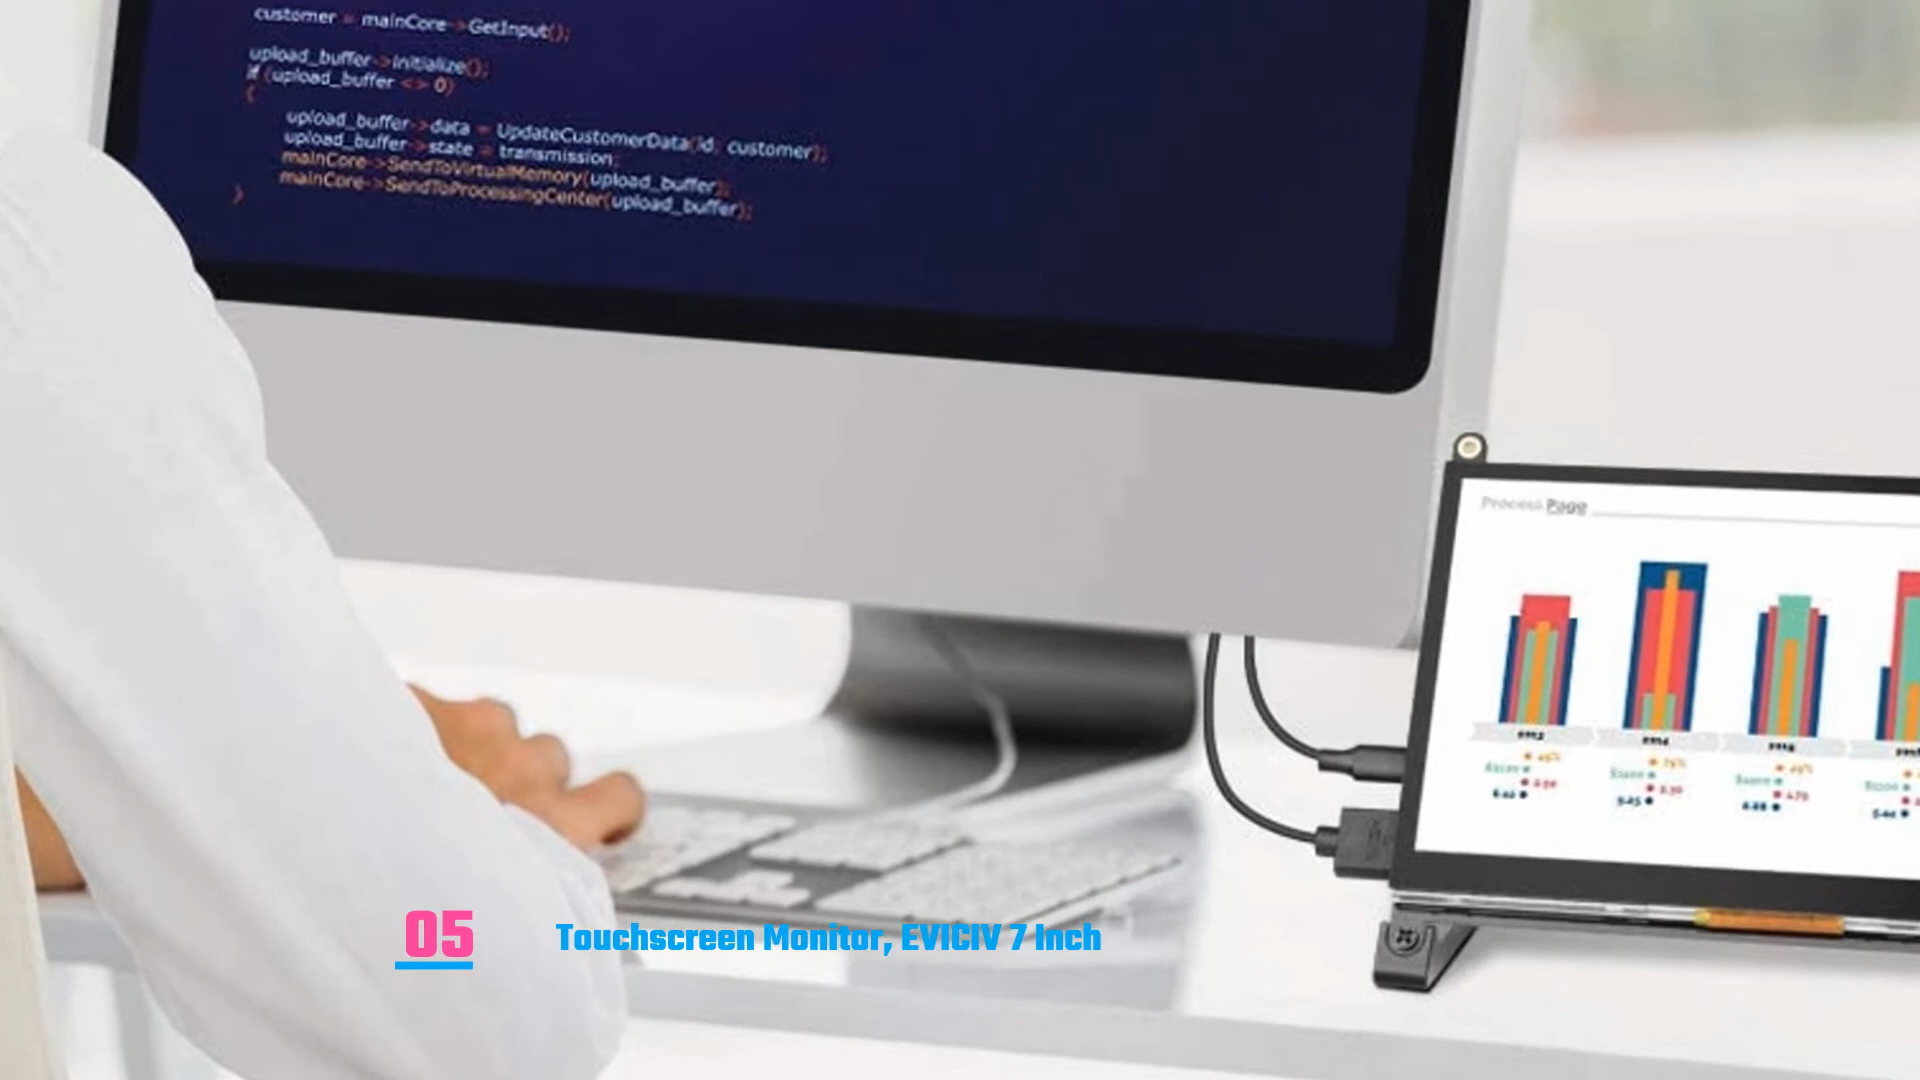 customer = mainCore->GetInput();
upload_buffer->Initialize();
if (upload_buffer <> 0)
{
upload_buffer->data = UpdateCustomerData(id, customer);
upload_buffer->state = transmission;
mainCore->SendToVirtualMemory(upload_buffer);
mainCore->SendToProcessingCenter(upload_buffer);
}
Process Page
05
Touchscreen Monitor, EVICIV 7 Inch